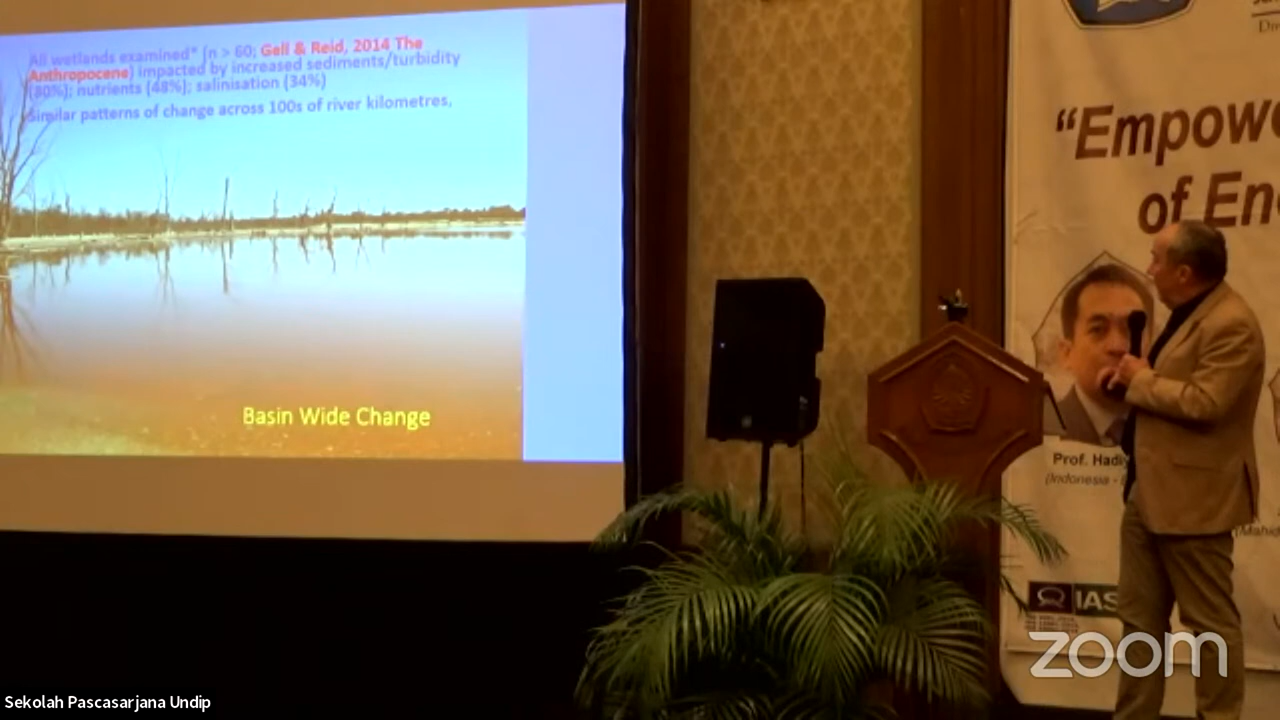 All wetlands examined* (n > 60; Gell & Reid, 2014 The
Anthropocene) impacted by increased sediments/turbidity
(80%); nutrients (48%); salinisation (34%)
Similar patterns of change across 100s of river kilometres,
Basin Wide Change
“Empowe
of En
Prof. Hadi
(Indonesia -
IAS
zoom
Sekolah Pascasarjana Undip